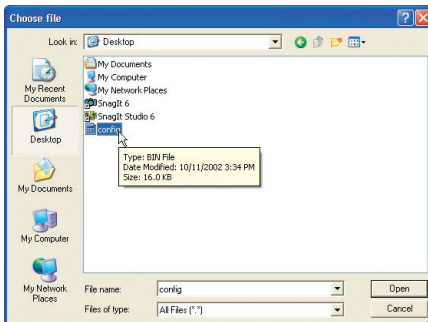 Choose file
Look in:
Desktop
My Recent
Documents
Desktop
My Documents
My Computer
My Network
Places
My Documents
My Computer
My Network Places
SnagIt 6
SnagIt Studio 6
config
Type: BIN File
Date Modified: 10/11/2002 3:34 PM
Size: 16.0 KB
File name:
config
Open
Files of type:
All Files (*.*)
Cancel